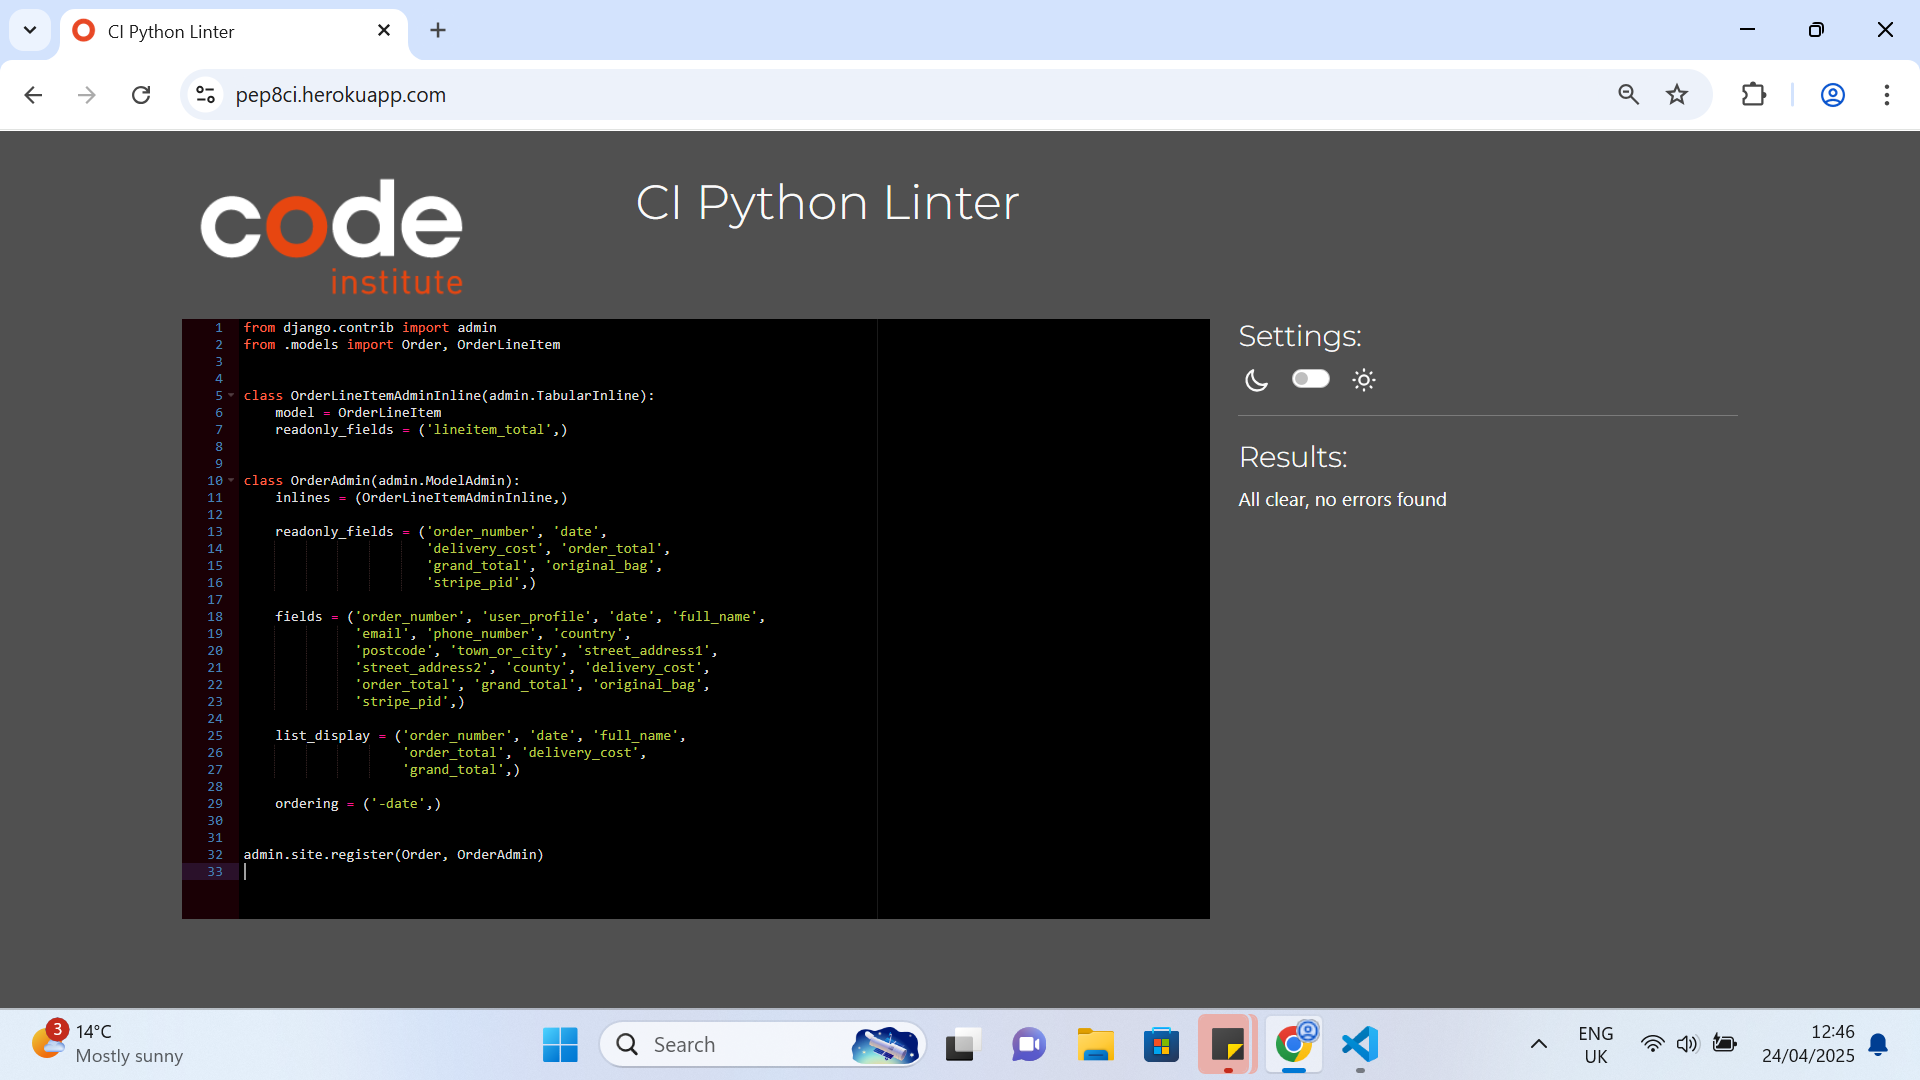 CI Python Linter
pep8ci.herokuapp.com
code
institute
CI Python Linter
1 from django.contrib import admin
2 from .models import Order, OrderLineItem
3
4
5 class OrderLineItemAdminInline(admin.TabularInline):
6     model = OrderLineItem
7     readonly_fields = ('lineitem_total',)
8
9
10 class OrderAdmin(admin.ModelAdmin):
11     inlines = (OrderLineItemAdminInline,)
12
13     readonly_fields = ('order_number', 'date',
14                        'delivery_cost', 'order_total',
15                        'grand_total', 'original_bag',
16                        'stripe_pid',)
17
18     fields = ('order_number', 'user_profile', 'date', 'full_name',
19               'email', 'phone_number', 'country',
20               'postcode', 'town_or_city', 'street_address1',
21               'street_address2', 'county', 'delivery_cost',
22               'order_total', 'grand_total', 'original_bag',
23               'stripe_pid',)
24
25     list_display = ('order_number', 'date', 'full_name',
26                     'order_total', 'delivery_cost',
27                     'grand_total',)
28
29     ordering = ('-date',)
30
31
32 admin.site.register(Order, OrderAdmin)
33
Settings:
Results:
All clear, no errors found
3
14°C
Mostly sunny
Search
ENG
UK
12:46
24/04/2025